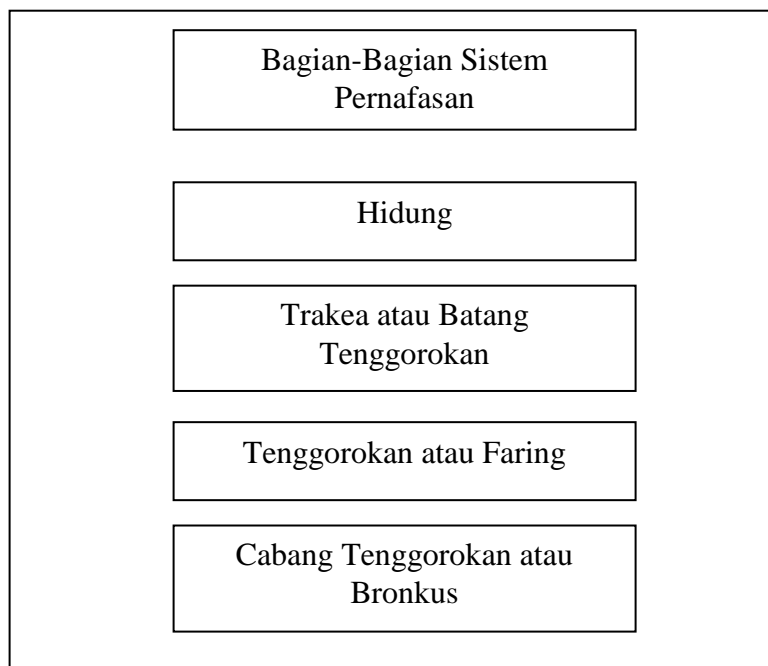 Bagian-Bagian Sistem
Pernafasan
Hidung
Trakea atau Batang
Tenggorokan
Tenggorokan atau Faring
Cabang Tenggorokan atau
Bronkus